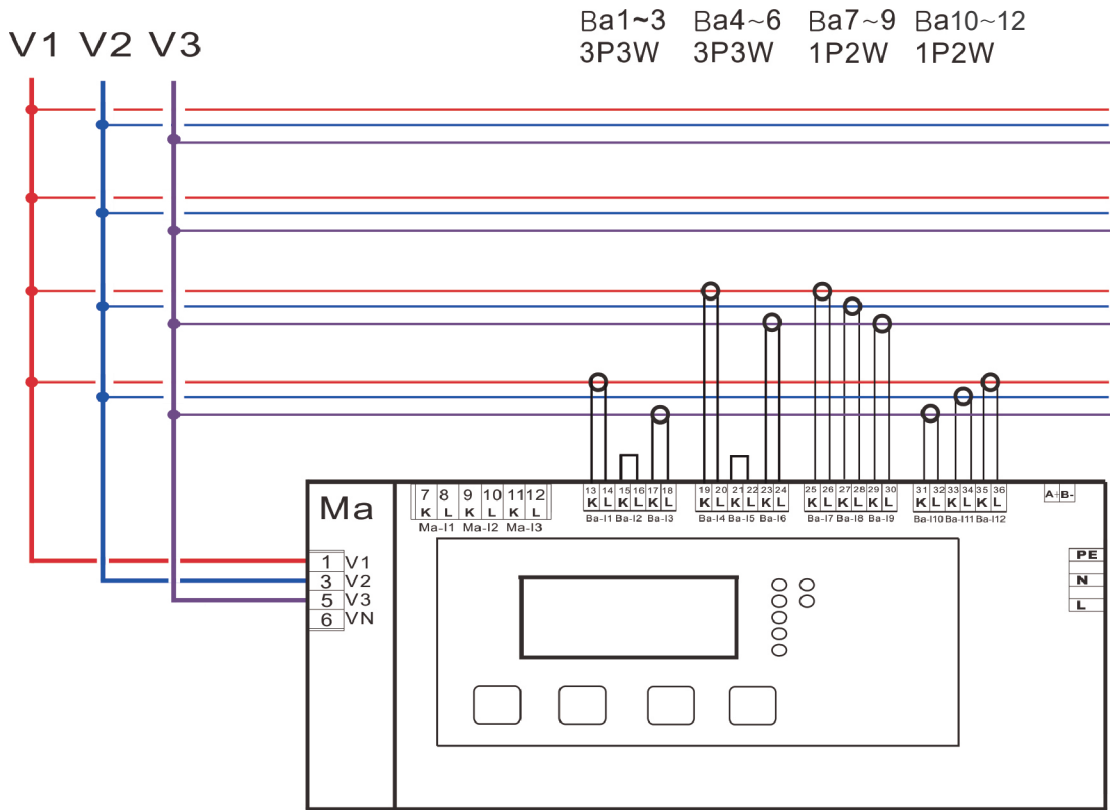 V1 V2 V3
Ba1~3 Ba4~6 Ba7~9 Ba10~12
3P3W 3P3W 1P2W 1P2W
Ma
7 8 9 10 11 12
K L K L K L
Ma-I1 Ma-I2 Ma-I3
13 14 15 16 17 18
K L K L K L
Ba-I1 Ba-I2 Ba-I3
19 20 21 22 23 24
K L K L K L
Ba-I4 Ba-I5 Ba-I6
25 26 27 28 29 30
K L K L K L
Ba-I7 Ba-I8 Ba-I9
31 32 33 34 35 36
K L K L K L
Ba-I10 Ba-I11 Ba-I12
A+ B-
1 V1
3 V2
5 V3
6 VN
PE
N
L